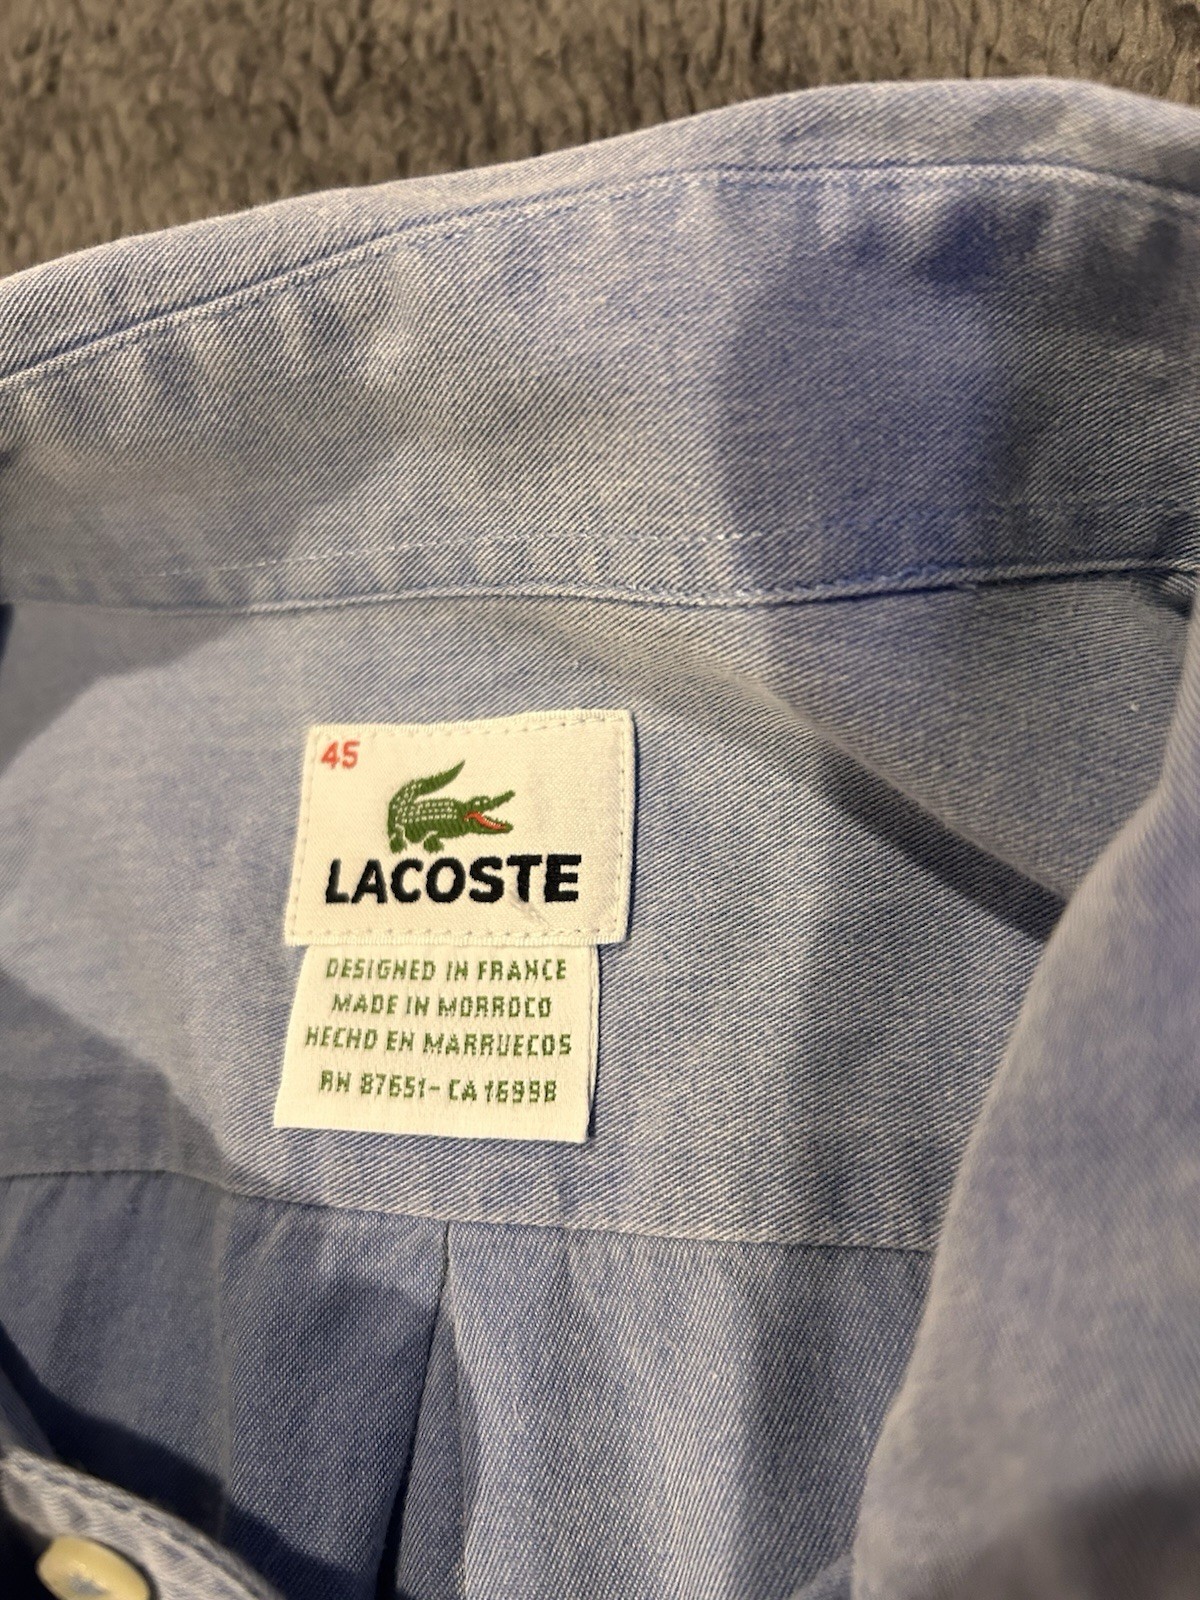 45
LACOSTE
DESIGNED IN FRANCE
MADE IN MORROCO
HECHO EN MARRUECOS
RN 87651-CA 16998